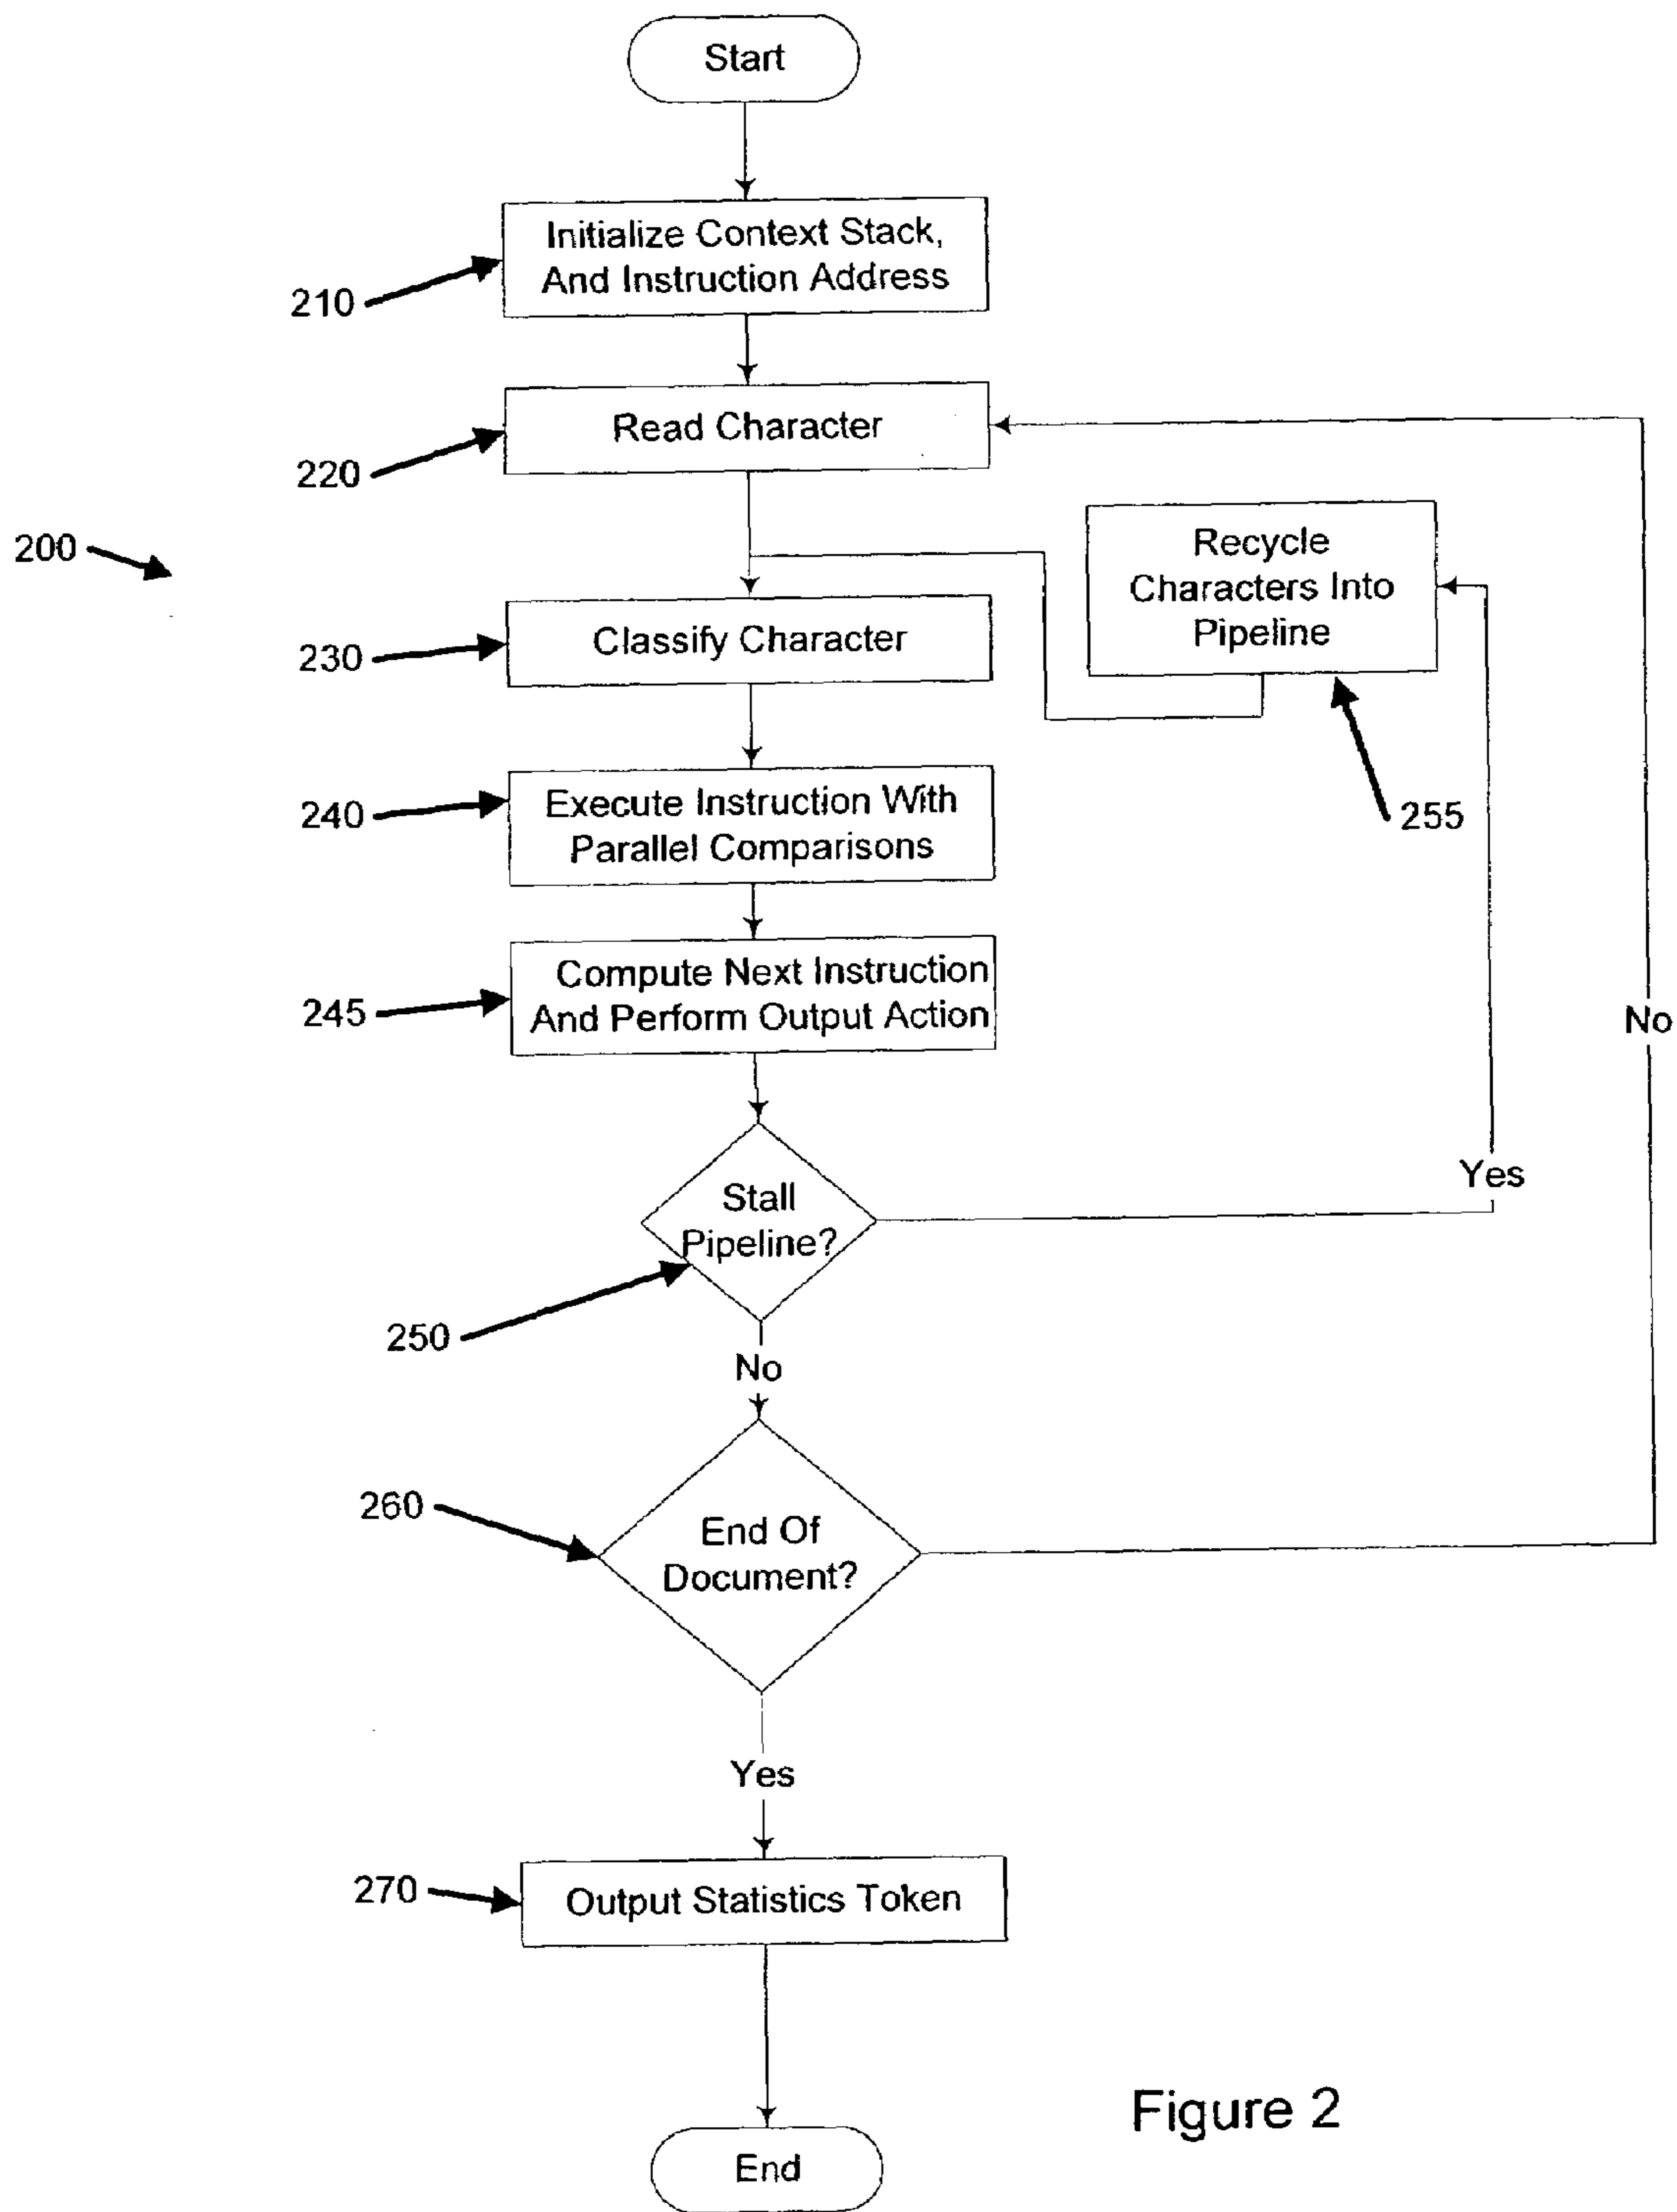 Start
Initialize Context Stack,
And Instruction Address
210
Read Character
220
200
Recycle
Characters Into
Pipeline
Classify Character
230
255
Execute Instruction With
Parallel Comparisons
240
Compute Next Instruction
And Perform Output Action
245
No
Stall
Pipeline?
Yes
250
No
260
End Of
Document?
Yes
270
Output Statistics Token
Figure 2
End